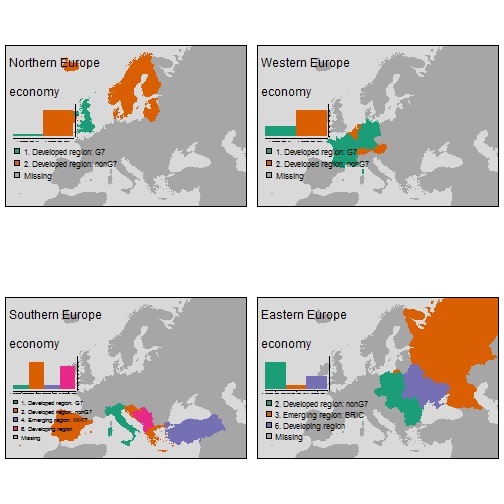 Northern Europe
economy
1. Developed region: G7
2. Developed region: nonG7
Missing
Western Europe
economy
1. Developed region: G7
2. Developed region: nonG7
Missing
Southern Europe
economy
1. Developed region: G7
2. Developed region: nonG7
4. Emerging region: MIKT
6. Developing region
Missing
Eastern Europe
economy
2. Developed region: nonG7
3. Emerging region: BRIC
6. Developing region
Missing